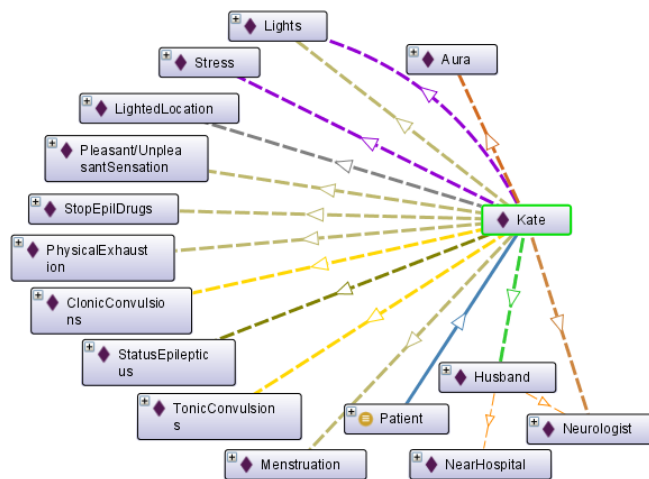 Lights
Aura
Stress
LightedLocation
Pleasant/Unplea
santSensation
StopEpilDrugs
Kate
PhysicalExhaust
ion
ClonicConvulsio
ns
StatusEpileptic
us
Husband
TonicConvulsion
s
Patient
Neurologist
Menstruation
NearHospital